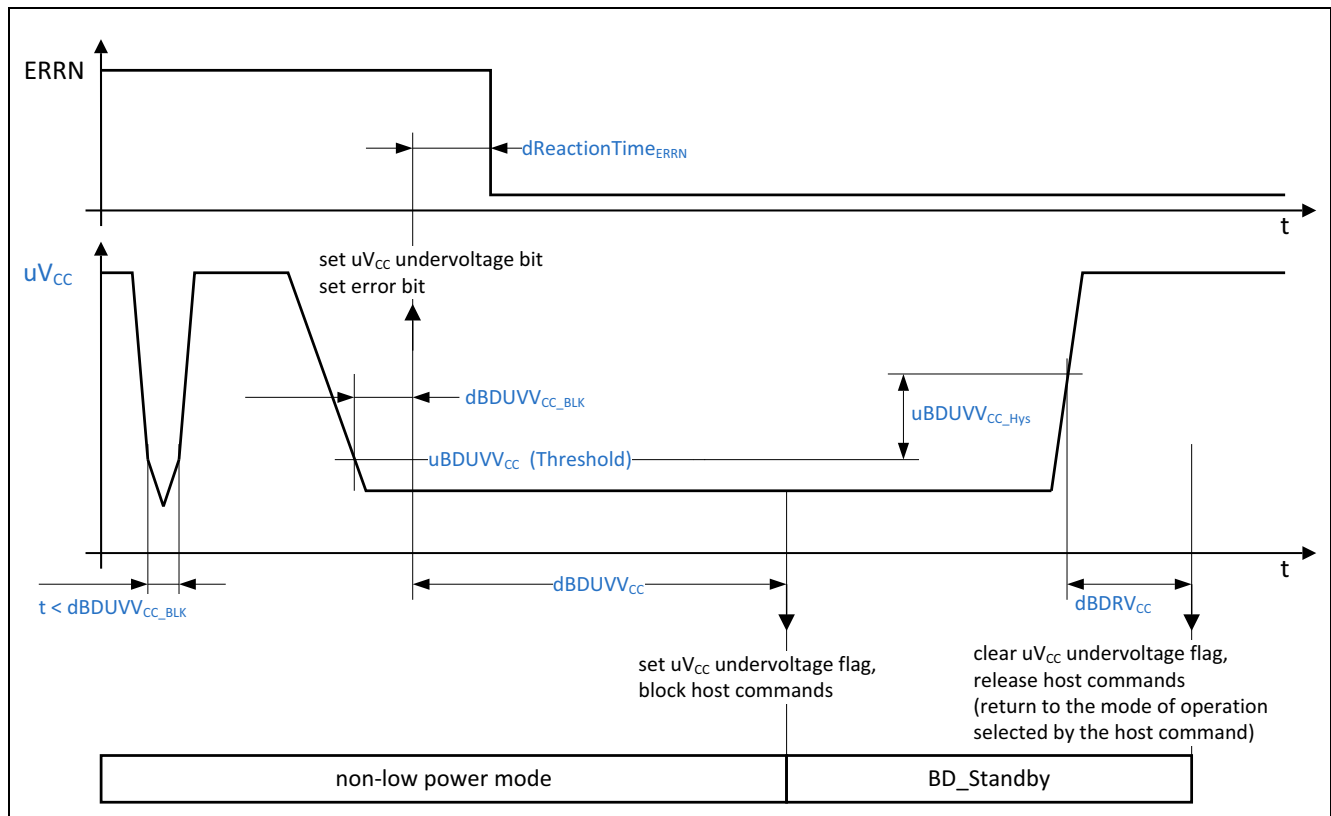 ERRN
dReactionTimeERRN
t
set uVCC undervoltage bit
set error bit
uVCC
dBDUVVCC_BLK
uBDUVVCC_Hys
uBDUVVCC (Threshold)
t
t < dBDUVVCC_BLK
dBDUVVCC
dBDRVCC
set uVCC undervoltage flag,
block host commands
clear uVCC undervoltage flag,
release host commands
(return to the mode of operation
selected by the host command)
non-low power mode
BD_Standby